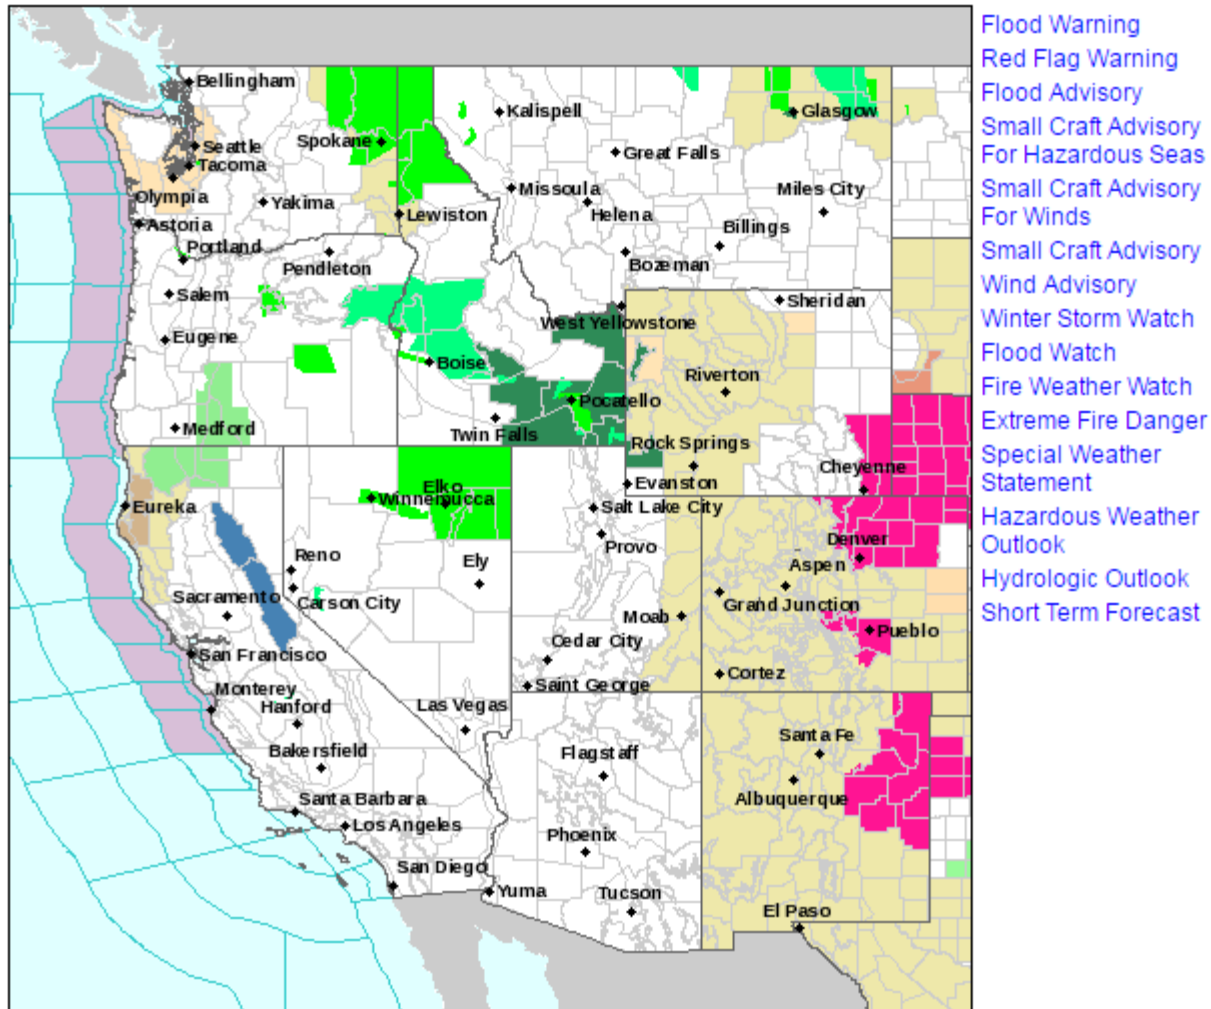 Bellingham
Kalispell
Glasgow
Spokane
Seattle
Great Falls
Tacoma
Missoula
Miles City
Olympia
Yakima
Helena
Lewiston
Astoria
Billings
Portland
Pendleton
Bozeman
Salem
Sheridan
West Yellowstone
Eugene
Boise
Riverton
Pocatello
Medford
Twin Falls
Rock Springs
Cheyenne
Elko
Evanston
Winnemucca
Eureka
Salt Lake City
Denver
Provo
Reno
Ely
Aspen
Sacramento
Carson City
Grand Junction
Moab
Pueblo
Cedar City
San Francisco
Cortez
Saint George
Monterey
Hanford
Las Vegas
Santa Fe
Bakersfield
Flagstaff
Santa Barbara
Albuquerque
Los Angeles
Phoenix
San Diego
Yuma
Tucson
El Paso
Flood Warning
Red Flag Warning
Flood Advisory
Small Craft Advisory
For Hazardous Seas
Small Craft Advisory
For Winds
Small Craft Advisory
Wind Advisory
Winter Storm Watch
Flood Watch
Fire Weather Watch
Extreme Fire Danger
Special Weather
Statement
Hazardous Weather
Outlook
Hydrologic Outlook
Short Term Forecast